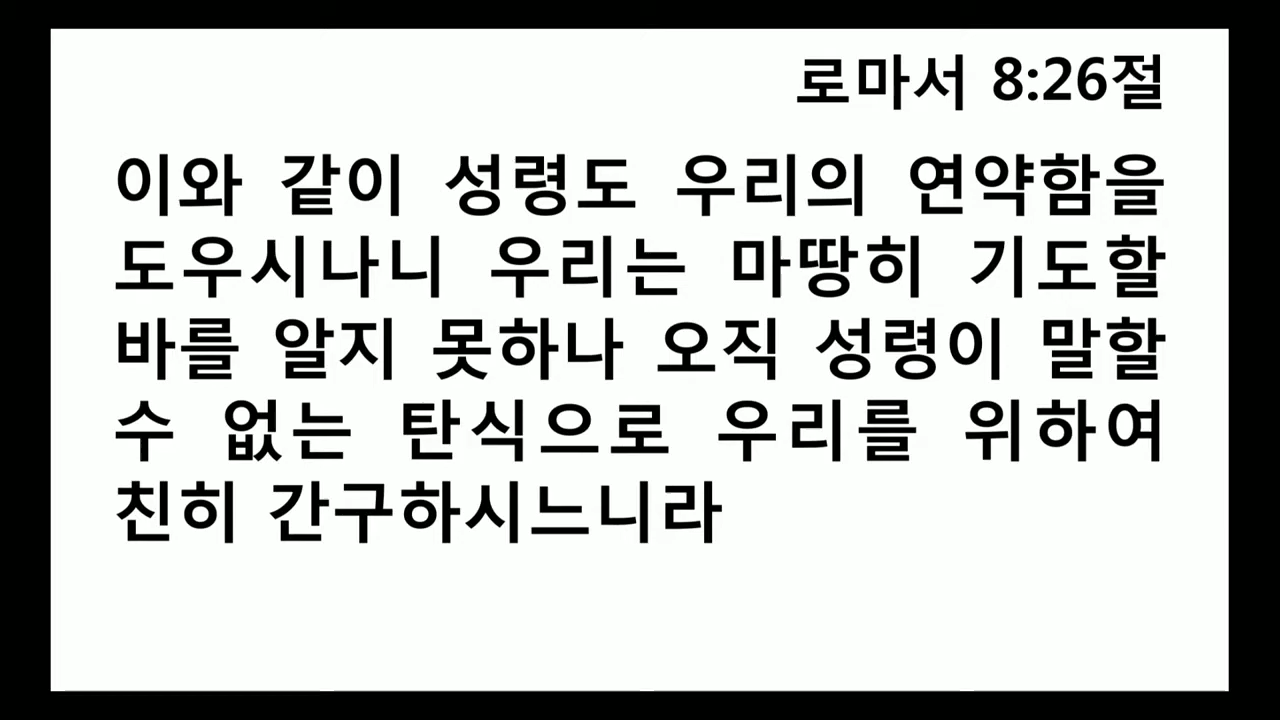 로마서 8:26절
이와 같이 성령도 우리의 연약함을
도우시나니 우리는 마땅히 기도할
바를 알지 못하나 오직 성령이 말할
수 없는 탄식으로 우리를 위하여
친히 간구하시느니라